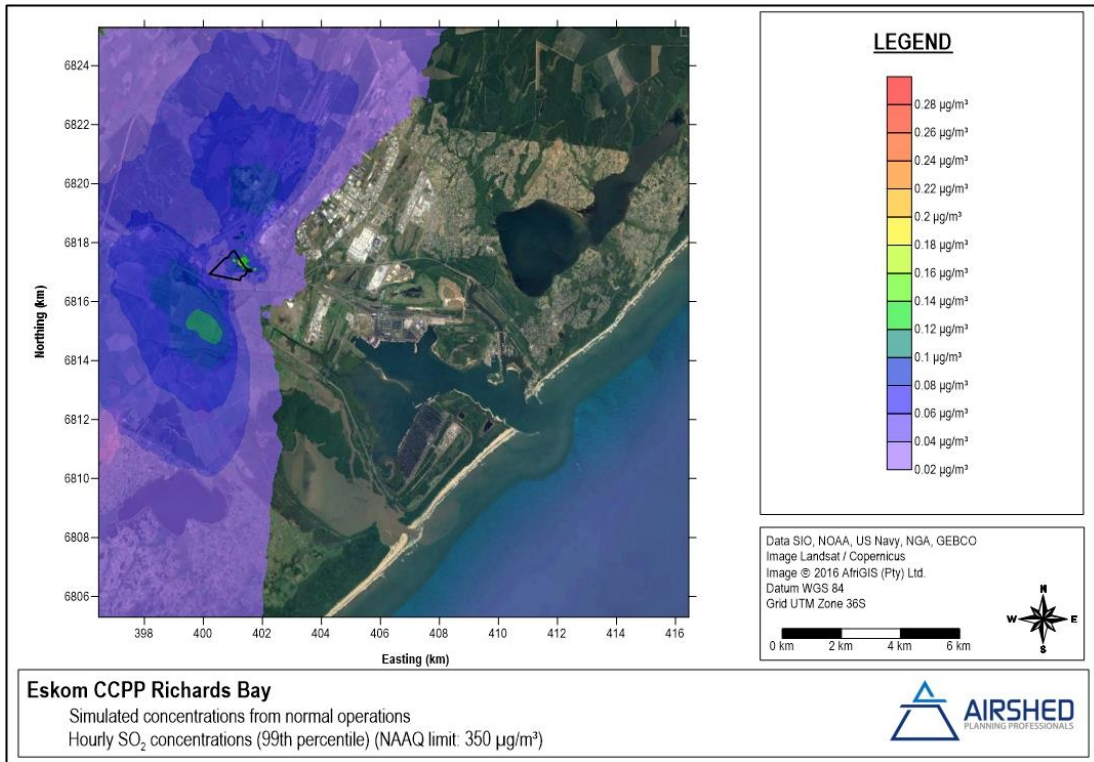 6824
6822
6820
6818
6816
6814
6812
6810
6808
6806
Northing (km)
398 400 402 404 406 408 410 412 414 416
Easting (km)
LEGEND
0.28 µg/m³
0.26 µg/m³
0.24 µg/m³
0.22 µg/m³
0.2 µg/m³
0.18 µg/m³
0.16 µg/m³
0.14 µg/m³
0.12 µg/m³
0.1 µg/m³
0.08 µg/m³
0.06 µg/m³
0.04 µg/m³
0.02 µg/m³
Data SIO, NOAA, US Navy, NGA, GEBCO
Image Landsat / Copernicus
Image © 2016 AfriGIS (Pty) Ltd.
Datum WGS 84
Grid UTM Zone 36S
0 km 2 km 4 km 6 km
N
W E
S
Eskom CCPP Richards Bay
Simulated concentrations from normal operations
Hourly SO₂ concentrations (99th percentile) (NAAQ limit: 350 µg/m³)
AIRSHED
PLANNING PROFESSIONALS